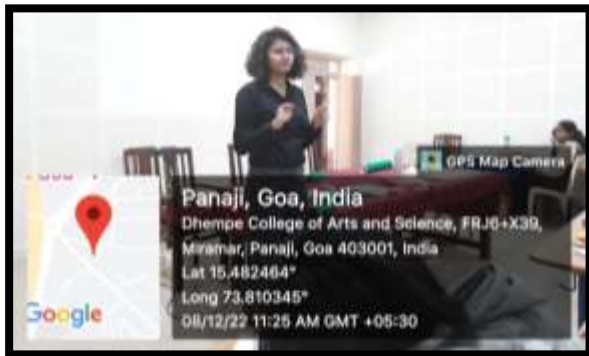 GPS Map Camera
Panaji, Goa, India
Dhempe College of Arts and Science, FRJ6+X39,
Miramar, Panaji, Goa 403001, India
Lat 15.482464°
Long 73.810345°
08/12/22 11:25 AM GMT +05:30
Google